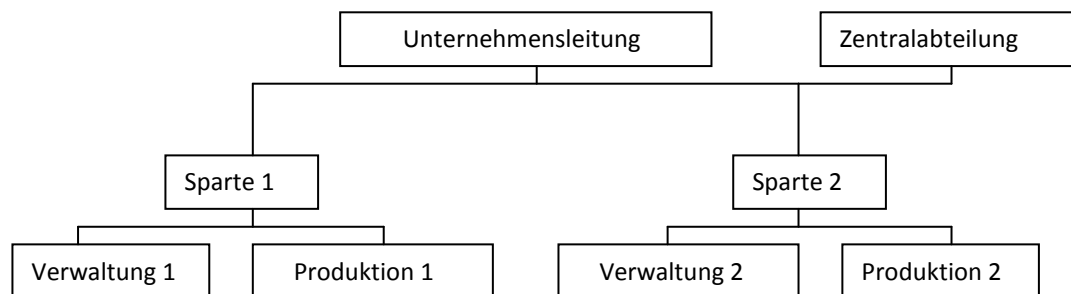 Unternehmensleitung
Zentralabteilung
Sparte 1
Sparte 2
Verwaltung 1
Produktion 1
Verwaltung 2
Produktion 2